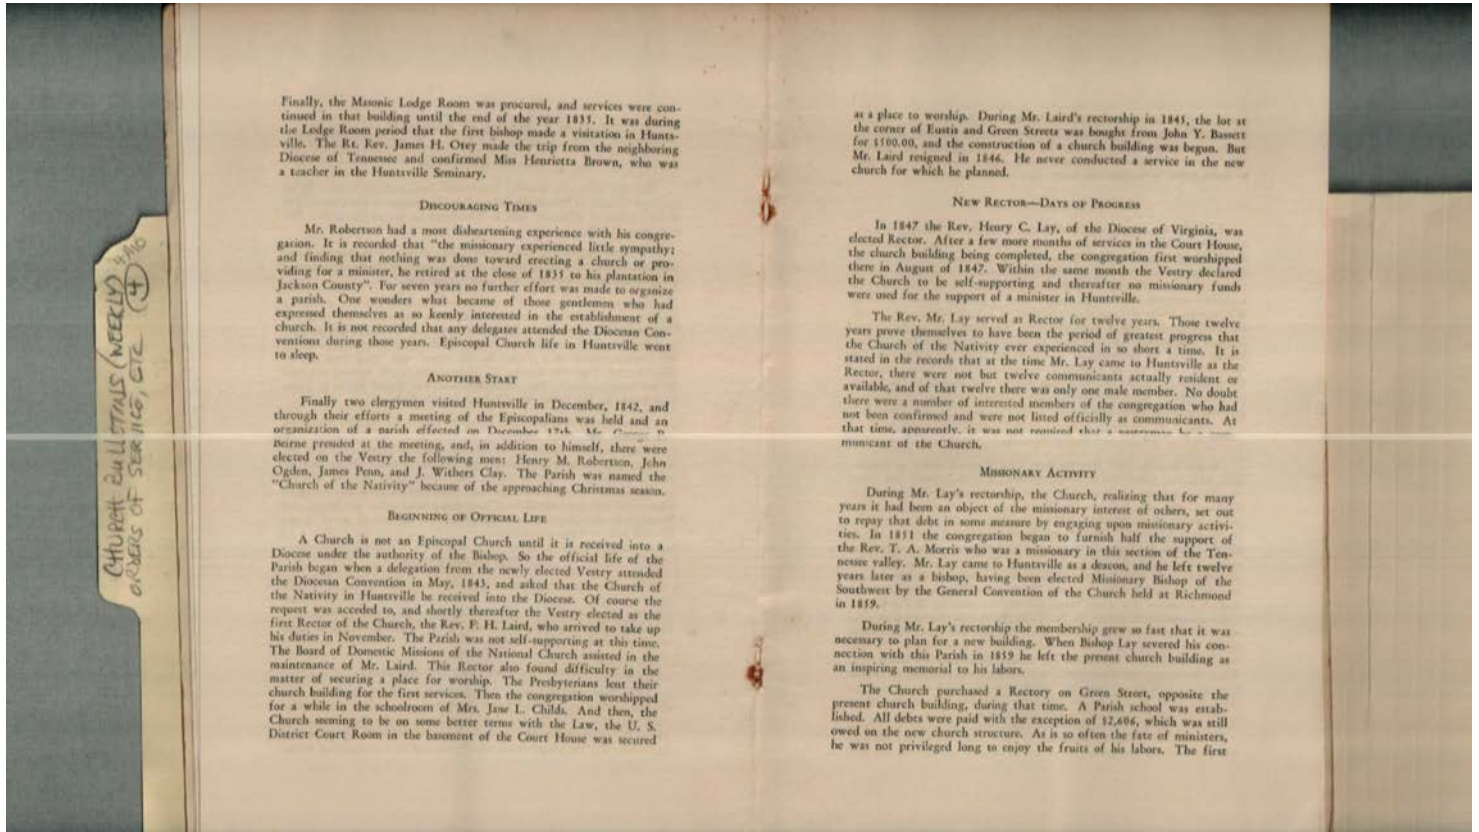 CHURCH BULLETINS (WEEKLY)
ORDERS OF SERVICE, ETC
4
Finally, the Masonic Lodge Room was procured, and services were con-
tinued in that building until the end of the year 1835. It was during
the Lodge Room period that the first bishop made a visitation in Hunts-
ville. The Rt. Rev. James H. Otey made the trip from the neighboring
Diocese of Tennessee and confirmed Miss Henrietta Brown, who was
a teacher in the Huntsville Seminary.
DISCOURAGING TIMES
Mr. Robertson had a most disheartening experience with his congre-
gation. It is recorded that "the missionary experienced little sympathy;
and finding that nothing was done toward erecting a church or pro-
viding for a minister, he retired at the close of 1835 to his plantation in
Jackson County". For seven years no further effort was made to organize
a parish. One wonders what became of those gentlemen who had
expressed themselves as so keenly interested in the establishment of a
church. It is not recorded that any delegates attended the Diocesan Con-
ventions during those years. Episcopal Church life in Huntsville went
to sleep.
ANOTHER START
Finally two clergymen visited Huntsville in December, 1842, and
through their efforts a meeting of the Episcopalians was held and an
organization of a parish effected on December 17th. Mr.
Beirne presided at the meeting, and, in addition to himself, there were
elected on the Vestry the following men: Henry M. Robertson, John
Ogden, James Penn, and J. Withers Clay. The Parish was named the
"Church of the Nativity" because of the approaching Christmas season.
BEGINNING OF OFFICIAL LIFE
A Church is not an Episcopal Church until it is received into a
Diocese under the authority of the Bishop. So the official life of the
Parish began when a delegation from the newly elected Vestry attended
the Diocesan Convention in May, 1843, and asked that the Church of
the Nativity in Huntsville be received into the Diocese. Of course the
request was acceded to, and shortly thereafter the Vestry elected as the
first Rector of the Church, the Rev. F. H. Laird, who arrived to take up
his duties in November. The Parish was not self-supporting at this time.
The Board of Domestic Missions of the National Church assisted in the
maintenance of Mr. Laird. This Rector also found difficulty in the
matter of securing a place for worship. The Presbyterians lent their
church building for the first services. Then the congregation worshipped
for a while in the schoolroom of Mrs. Jane L. Childs. And then, the
Church seeming to be on some better terms with the Law, the U. S.
District Court Room in the basement of the Court House was secured
as a place to worship. During Mr. Laird's rectorship in 1845, the lot at
the corner of Eustis and Green Streets was bought from John Y. Bassett
for $500.00, and the construction of a church building was begun. But
Mr. Laird resigned in 1846. He never conducted a service in the new
church for which he planned.
NEW RECTOR—DAYS OF PROGRESS
In 1847 the Rev. Henry C. Lay, of the Diocese of Virginia, was
elected Rector. After a few more months of services in the Court House,
the church building being completed, the congregation first worshipped
there in August of 1847. Within the same month the Vestry declared
the Church to be self-supporting and thereafter no missionary funds
were used for the support of a minister in Huntsville.
The Rev. Mr. Lay served as Rector for twelve years. Those twelve
years prove themselves to have been the period of greatest progress that
the Church of the Nativity ever experienced in so short a time. It is
stated in the records that at the time Mr. Lay came to Huntsville as the
Rector, there were not but twelve communicants actually resident or
available, and of that twelve there was only one male member. No doubt
there were a number of interested members of the congregation who had
not been confirmed and were not listed officially as communicants. At
that time, apparently, it was not required that a vestryman be a com-
municant of the Church.
MISSIONARY ACTIVITY
During Mr. Lay's rectorship, the Church, realizing that for many
years it had been an object of the missionary interest of others, set out
to repay that debt in some measure by engaging upon missionary activi-
ties. In 1851 the congregation began to furnish half the support of
the Rev. T. A. Morris who was a missionary in this section of the Ten-
nessee valley. Mr. Lay came to Huntsville as a deacon, and he left twelve
years later as a bishop, having been elected Missionary Bishop of the
Southwest by the General Convention of the Church held at Richmond
in 1859.
During Mr. Lay's rectorship the membership grew so fast that it was
necessary to plan for a new building. When Bishop Lay severed his con-
nection with this Parish in 1859 he left the present church building as
an inspiring memorial to his labors.
The Church purchased a Rectory on Green Street, opposite the
present church building, during that time. A Parish school was estab-
lished. All debts were paid with the exception of $2,606, which was still
owed on the new church structure. As is so often the fate of ministers,
he was not privileged long to enjoy the fruits of his labors. The first